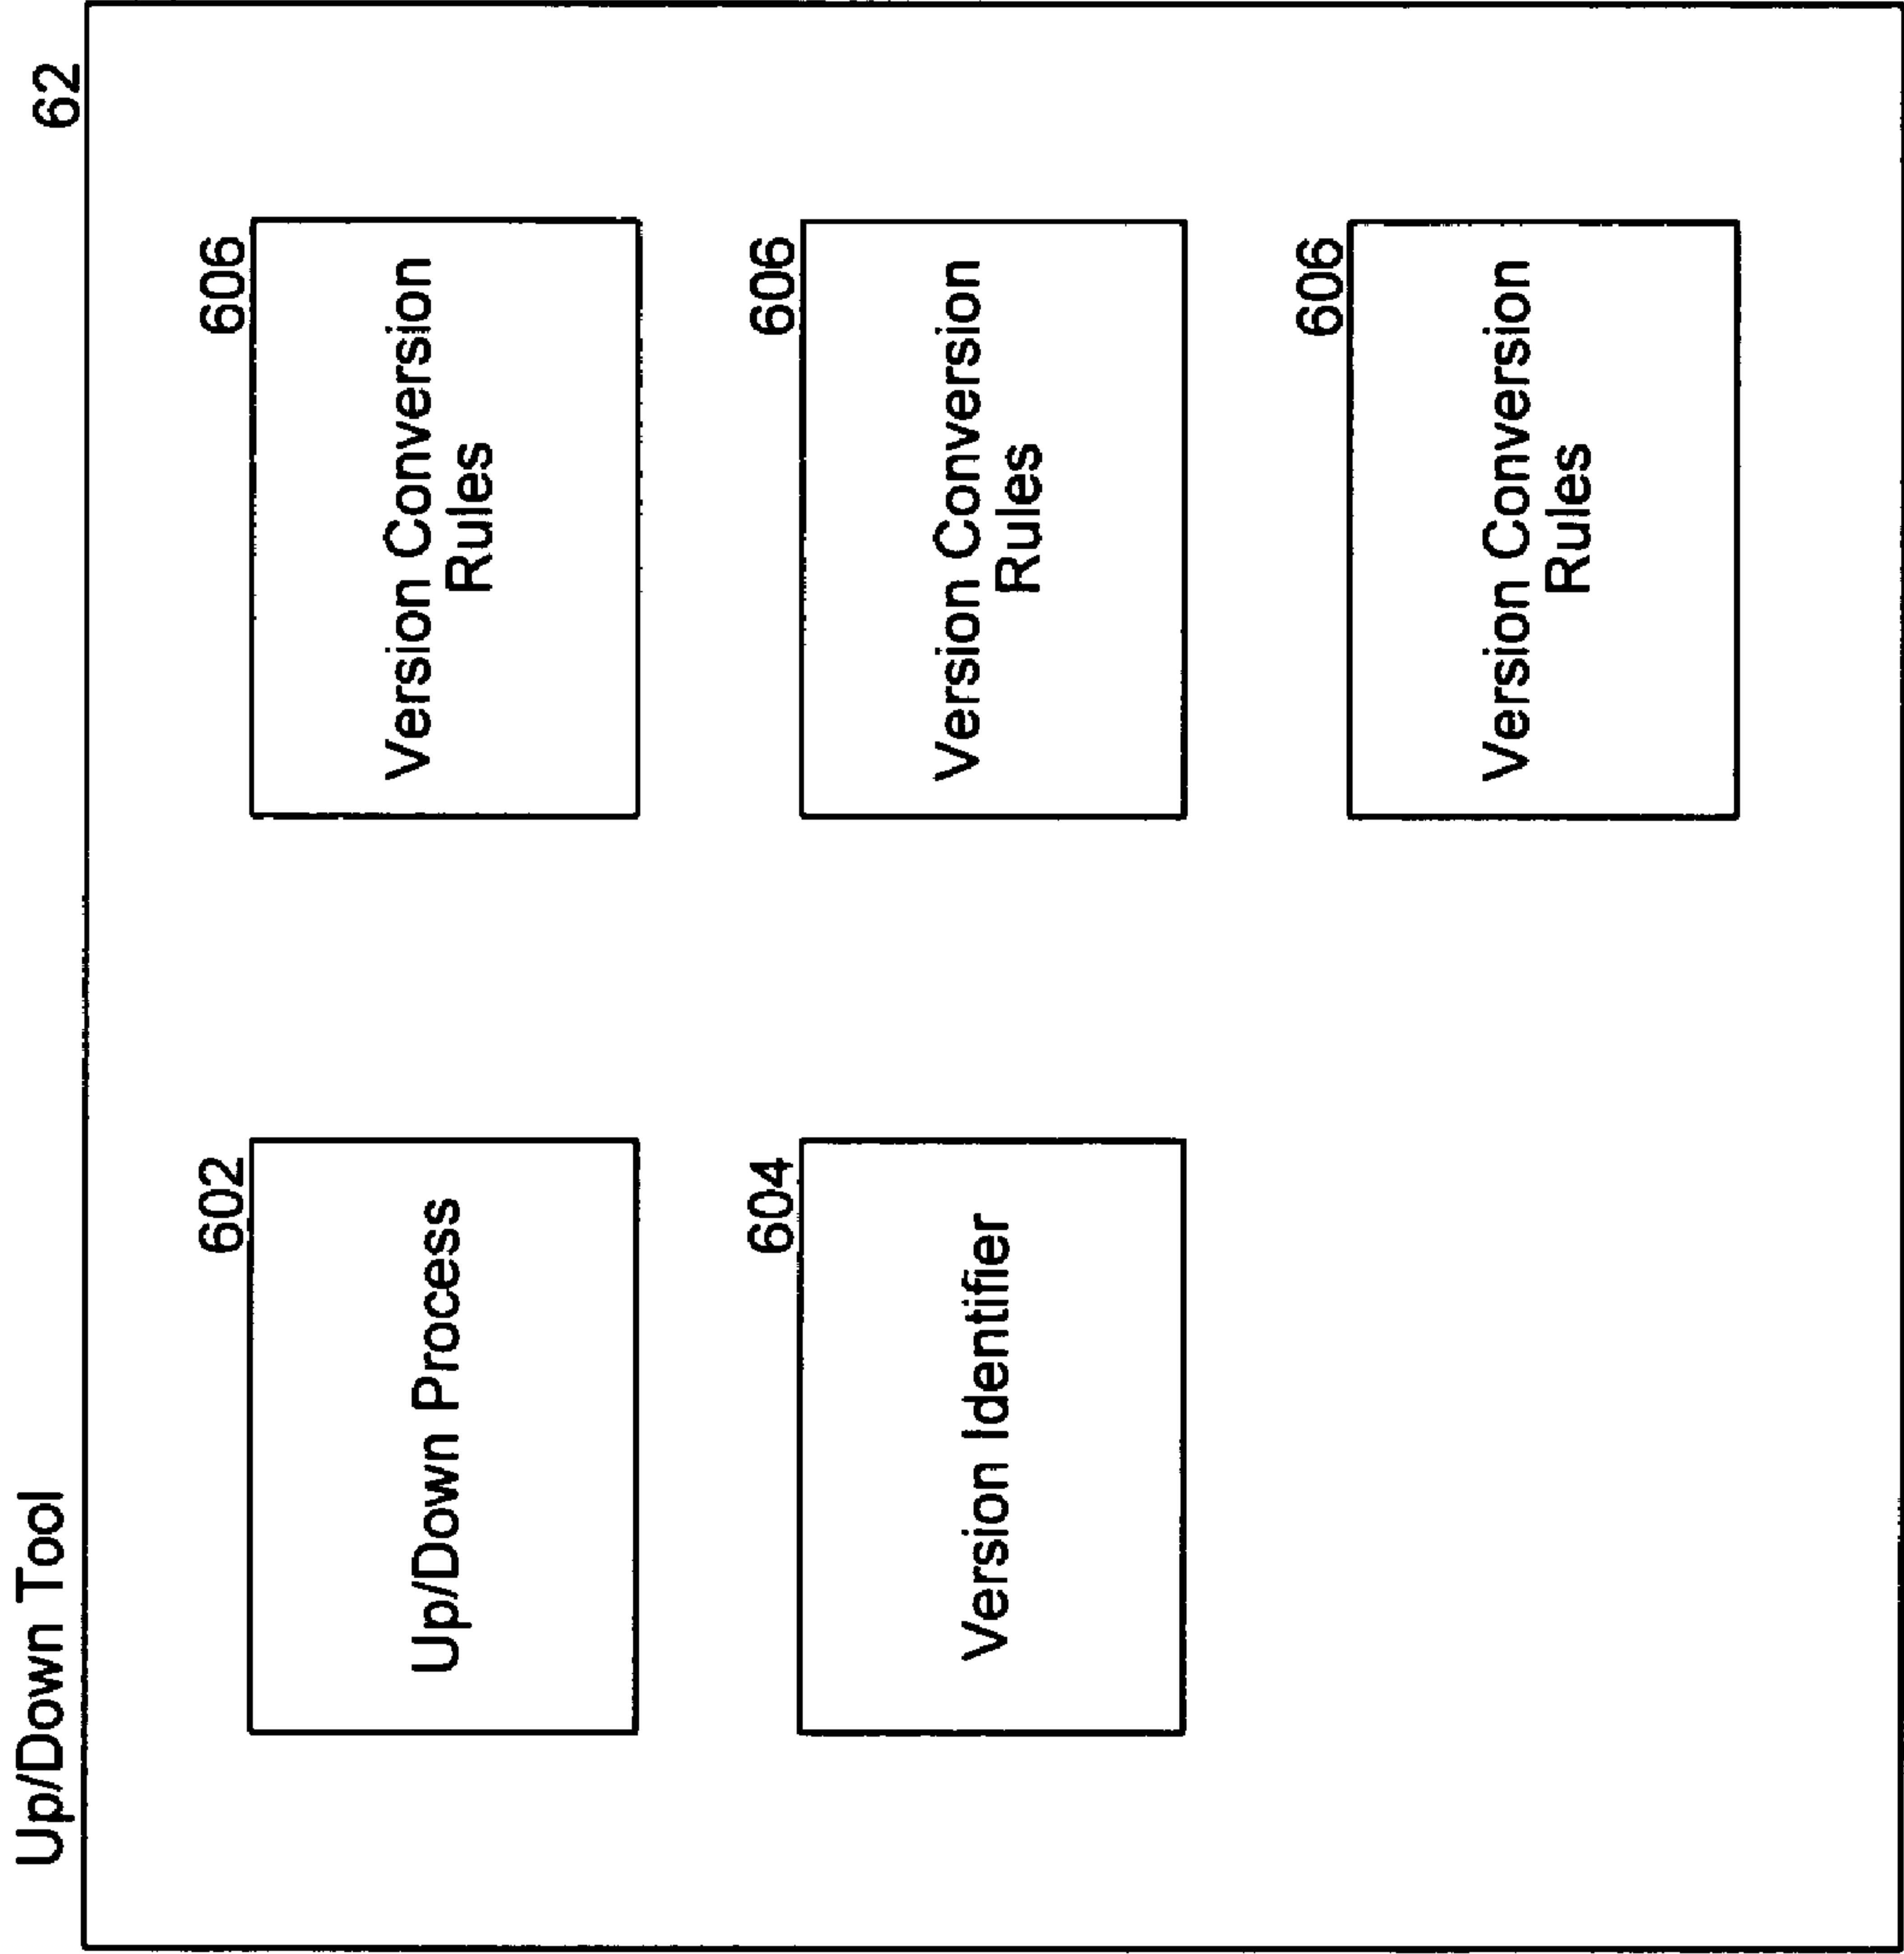 Up/Down Tool
62
602
Up/Down Process
606
Version Conversion
Rules
604
Version Identifier
606
Version Conversion
Rules
606
Version Conversion
Rules